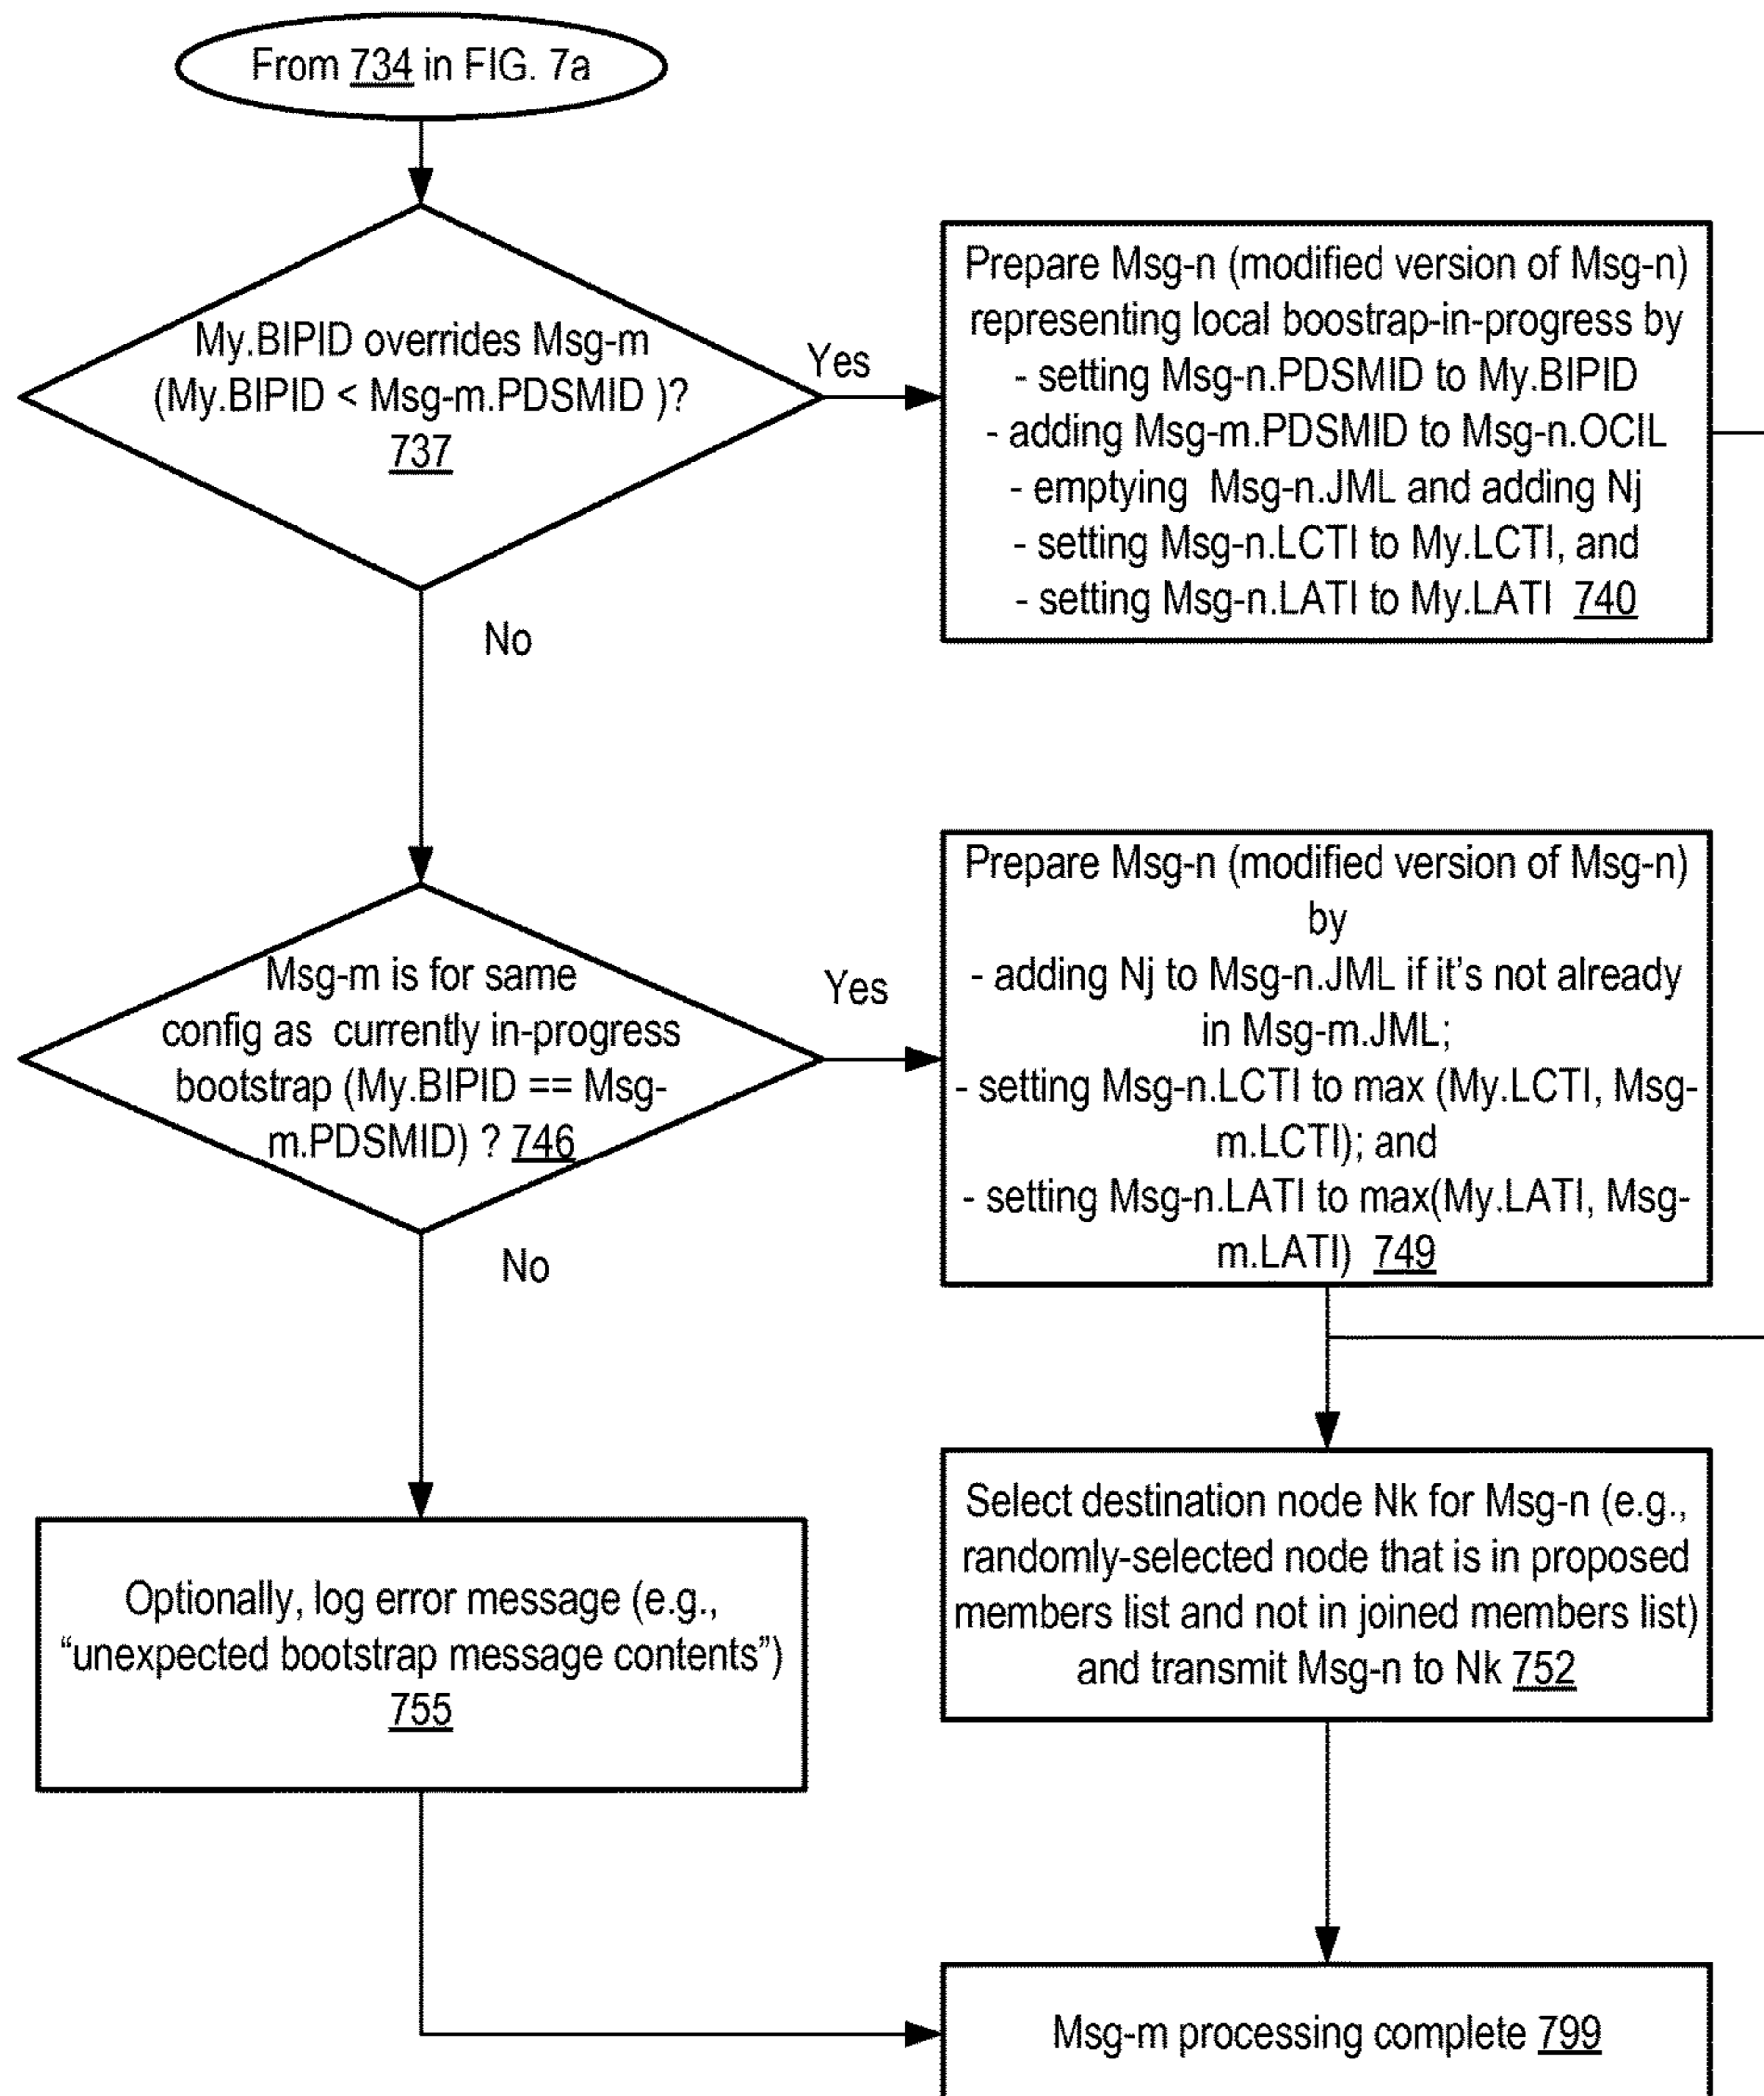 From 734 in FIG. 7a
My.BIPID overrides Msg-m
(My.BIPID < Msg-m.PDSMID )?
737
Yes
Prepare Msg-n (modified version of Msg-n)
representing local boostrap-in-progress by
- setting Msg-n.PDSMID to My.BIPID
- adding Msg-m.PDSMID to Msg-n.OCIL
- emptying Msg-n.JML and adding Nj
- setting Msg-n.LCTI to My.LCTI, and
- setting Msg-n.LATI to My.LATI 740
No
Msg-m is for same
config as currently in-progress
bootstrap (My.BIPID == Msg-
m.PDSMID) ? 746
Yes
Prepare Msg-n (modified version of Msg-n)
by
- adding Nj to Msg-n.JML if it's not already
in Msg-m.JML;
- setting Msg-n.LCTI to max (My.LCTI, Msg-
m.LCTI); and
- setting Msg-n.LATI to max(My.LATI, Msg-
m.LATI) 749
No
Select destination node Nk for Msg-n (e.g.,
randomly-selected node that is in proposed
members list and not in joined members list)
and transmit Msg-n to Nk 752
Optionally, log error message (e.g.,
“unexpected bootstrap message contents”)
755
Msg-m processing complete 799